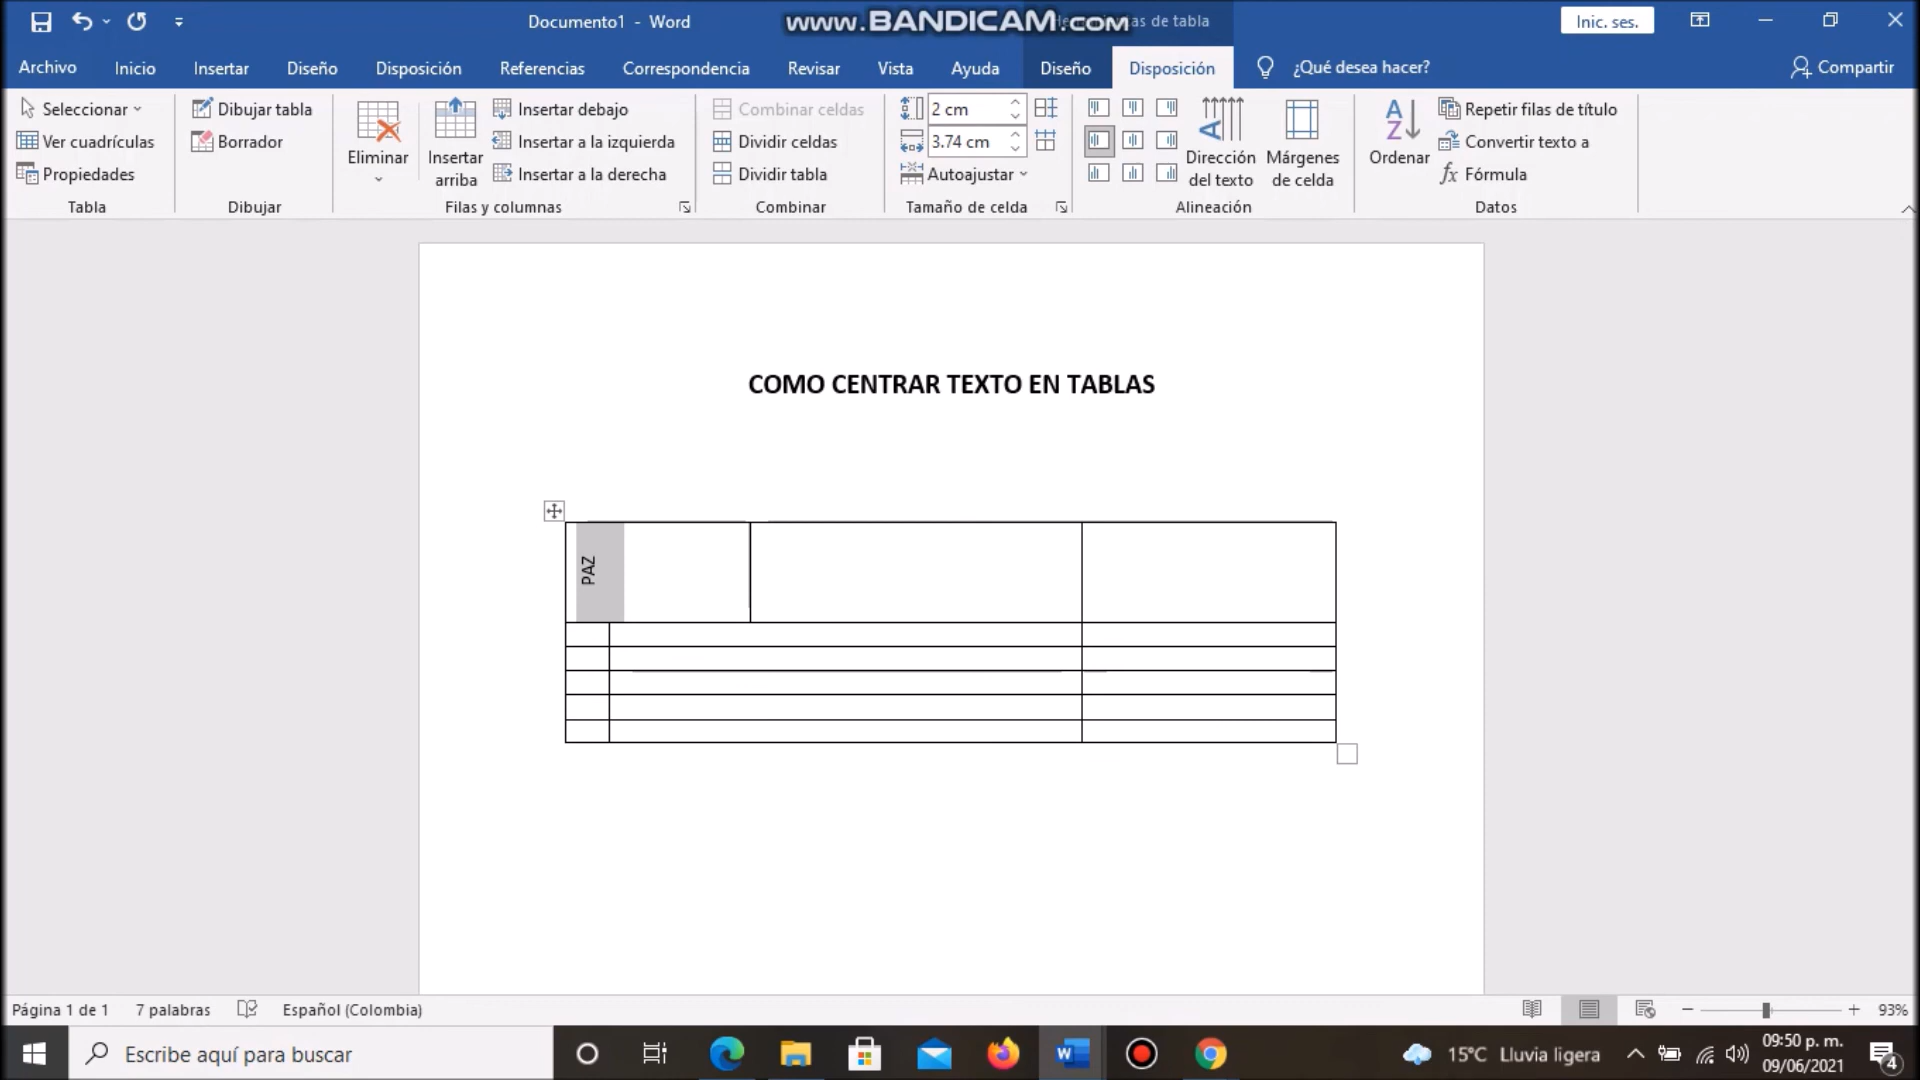 Documento1 - Word
www.BANDICAM.com
as de tabla
Inic. ses.
Archivo Inicio Insertar Diseño Disposición Referencias Correspondencia Revisar Vista Ayuda Diseño Disposición ¿Qué desea hacer? Compartir
Seleccionar
Ver cuadrículas
Propiedades
Tabla
Dibujar tabla
Borrador
Dibujar
Eliminar
Insertar
arriba
Insertar debajo
Insertar a la izquierda
Insertar a la derecha
Filas y columnas
Combinar celdas
Dividir celdas
Dividir tabla
Combinar
2 cm
3.74 cm
Autoajustar
Tamaño de celda
Dirección
del texto
Márgenes
de celda
Alineación
A
Z
Ordenar
Repetir filas de título
Convertir texto a
fx Fórmula
Datos
COMO CENTRAR TEXTO EN TABLAS
PAZ
Página 1 de 1 7 palabras Español (Colombia) 93%
Escribe aquí para buscar
15°C Lluvia ligera
09:50 p. m.
09/06/2021
4